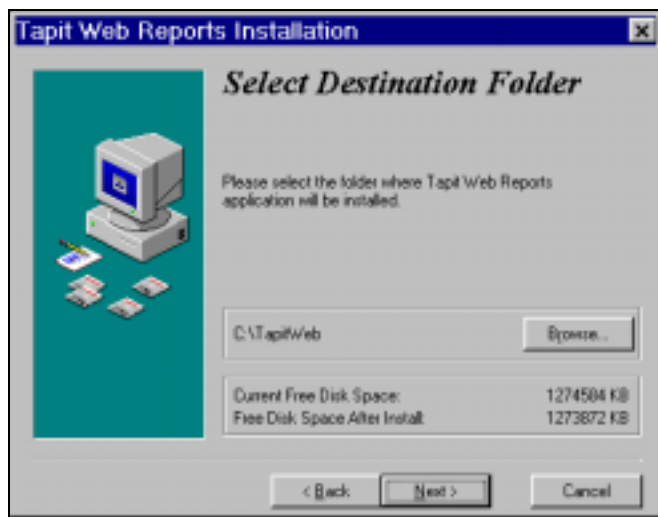 Tapit Web Reports Installation
Select Destination Folder
Please select the folder where Tapit Web Reports
application will be installed.
C:\TapitWeb
Browse...
Current Free Disk Space: 1274584 KB
Free Disk Space After Install: 1273872 KB
< Back
Next >
Cancel